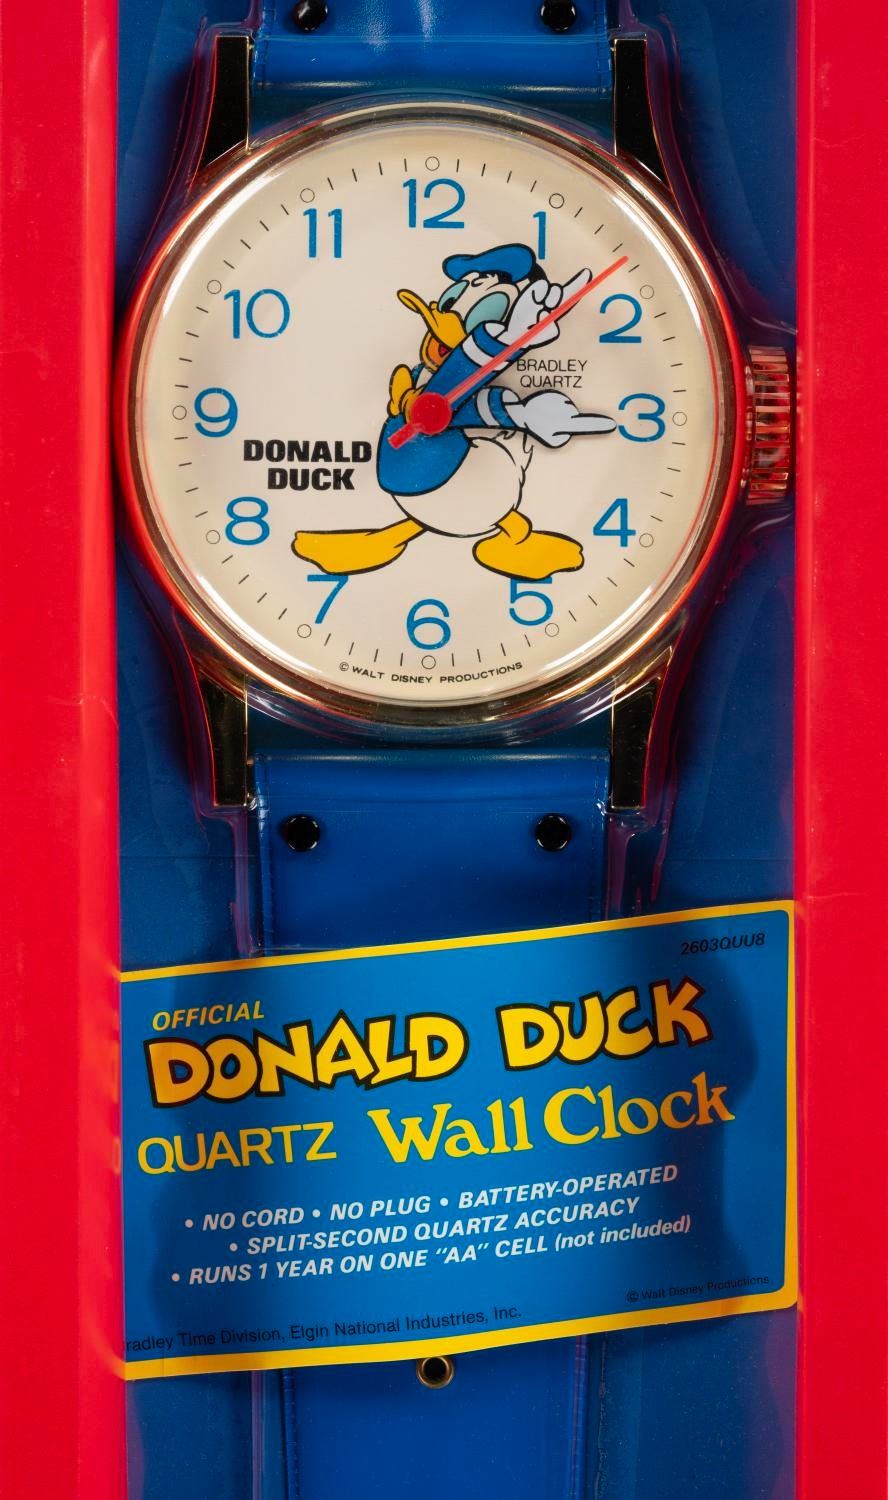 12
11
1
10
2
BRADLEY
QUARTZ
9
3
DONALD
DUCK
8
4
7
5
6
© WALT DISNEY PRODUCTIONS
2603QUU8
OFFICIAL
DONALD DUCK
QUARTZ Wall Clock
• NO CORD • NO PLUG • BATTERY-OPERATED
• SPLIT-SECOND QUARTZ ACCURACY
• RUNS 1 YEAR ON ONE "AA" CELL (not included)
© Walt Disney Productions
radley Time Division, Elgin National Industries, Inc.